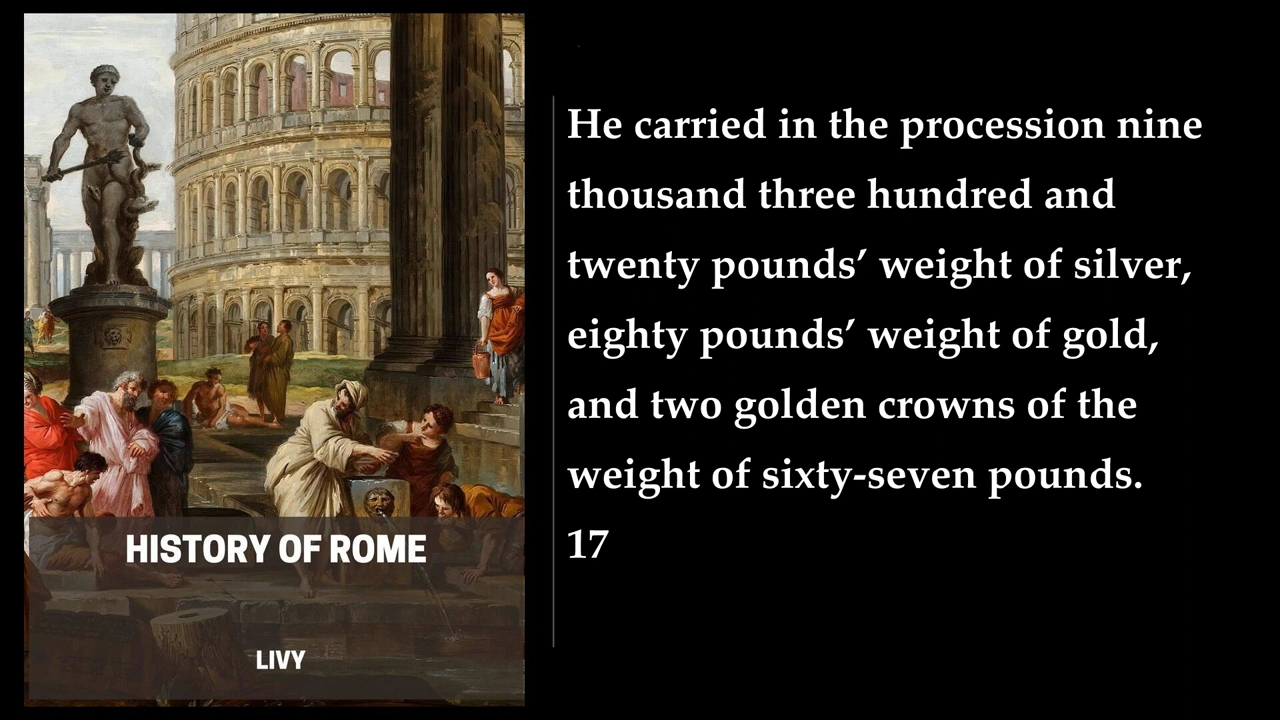 He carried in the procession nine
thousand three hundred and
twenty pounds’ weight of silver,
eighty pounds’ weight of gold,
and two golden crowns of the
weight of sixty-seven pounds.
17
HISTORY OF ROME
LIVY